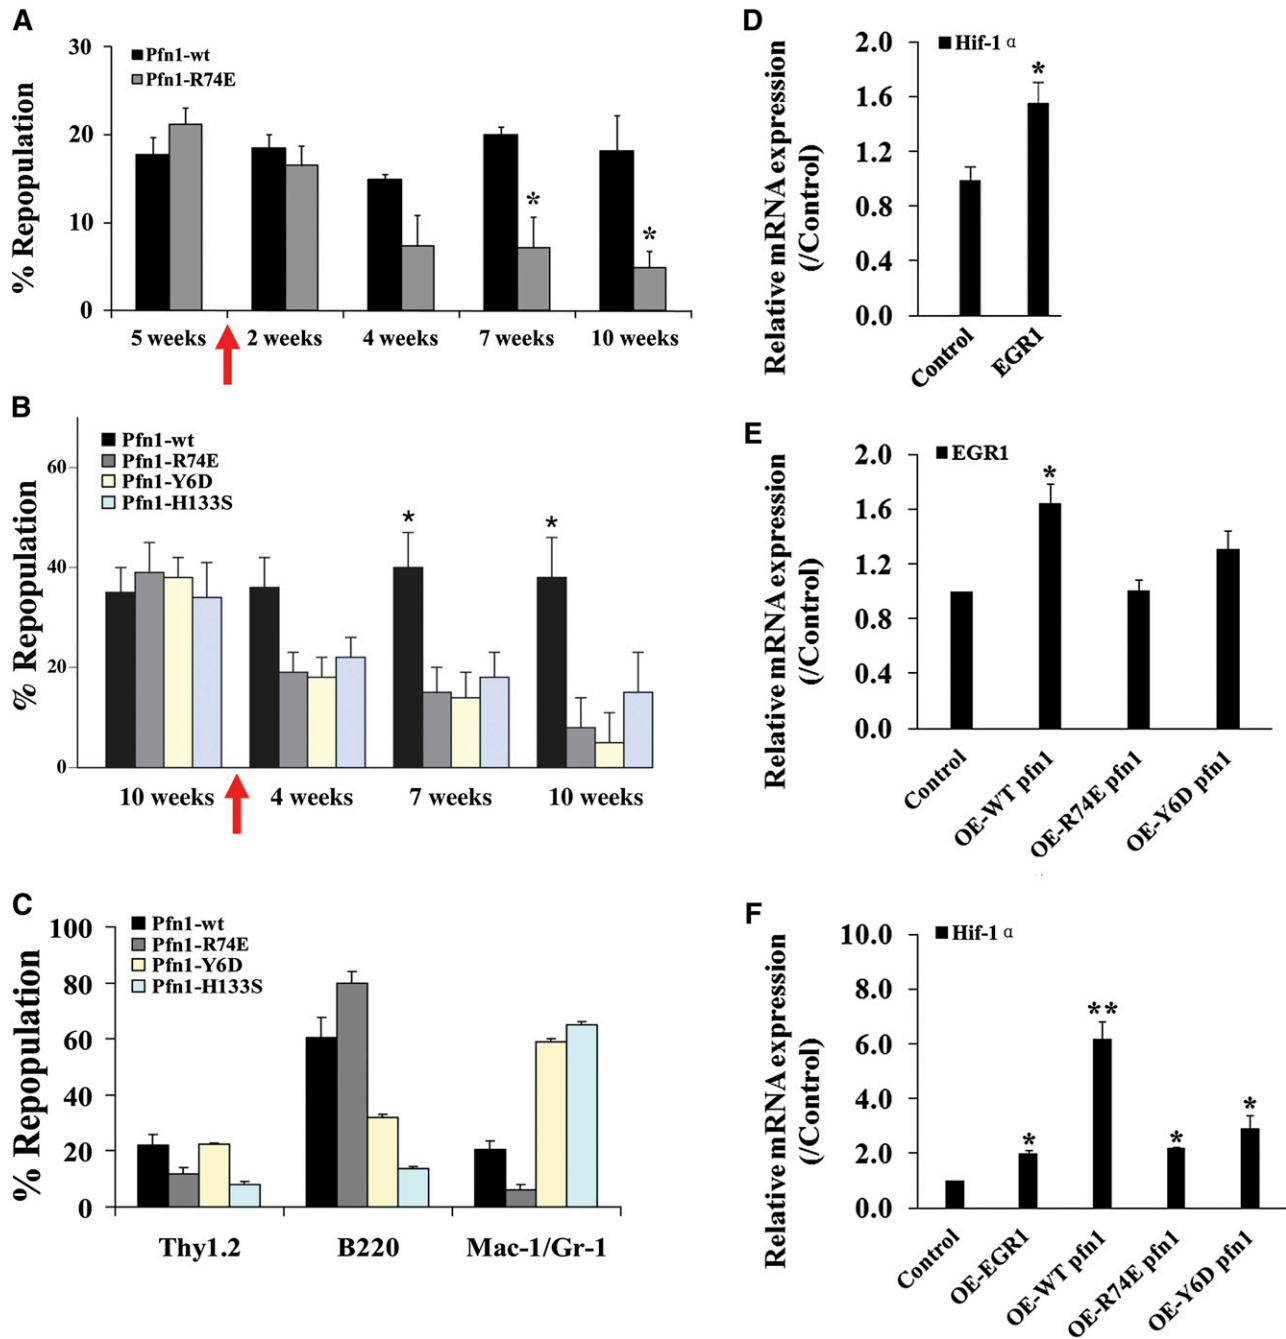 A
% Repopulation
30
20
10
0
Pfn1-wt
Pfn1-R74E
*
*
5 weeks 2 weeks 4 weeks 7 weeks 10 weeks
B
% Repopulation
60
40
20
0
Pfn1-wt
Pfn1-R74E
Pfn1-Y6D
Pfn1-H133S
*
*
10 weeks 4 weeks 7 weeks 10 weeks
C
% Repopulation
100
80
60
40
20
0
Pfn1-wt
Pfn1-R74E
Pfn1-Y6D
Pfn1-H133S
Thy1.2 B220 Mac-1/Gr-1
D
Relative mRNA expression
(/Control)
2.0
1.6
1.2
0.8
0.4
0.0
Hif-1 α
*
Control
EGR1
E
Relative mRNA expression
(/Control)
2.0
1.6
1.2
0.8
0.4
0.0
EGR1
*
Control
OE-WT pfn1
OE-R74E pfn1
OE-Y6D pfn1
F
Relative mRNA expression
(/Control)
10.0
8.0
6.0
4.0
2.0
0.0
Hif-1 α
*
**
*
*
Control
OE-EGR1
OE-WT pfn1
OE-R74E pfn1
OE-Y6D pfn1